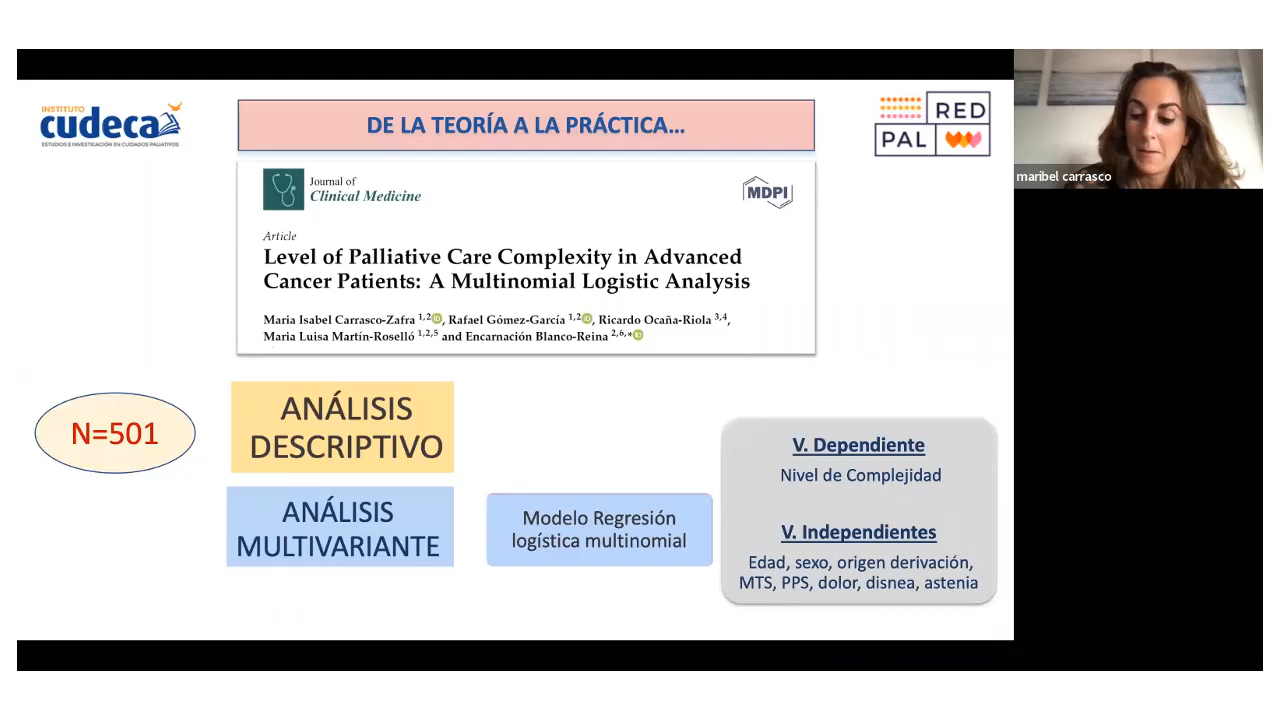 INSTITUTO
cudeca
ESTUDIOS E INVESTIGACIÓN EN CUIDADOS PALIATIVOS
DE LA TEORÍA A LA PRÁCTICA...
RED
PAL
maribel carrasco
Journal of
Clinical Medicine
MDPI
Article
Level of Palliative Care Complexity in Advanced
Cancer Patients: A Multinomial Logistic Analysis
Maria Isabel Carrasco-Zafra 1,2, Rafael Gómez-García 1,2, Ricardo Ocaña-Riola 3,4,
Maria Luisa Martín-Roselló 1,2,5 and Encarnación Blanco-Reina 2,6,*
N=501
ANÁLISIS
DESCRIPTIVO
ANÁLISIS
MULTIVARIANTE
Modelo Regresión
logística multinomial
V. Dependiente
Nivel de Complejidad
V. Independientes
Edad, sexo, origen derivación,
MTS, PPS, dolor, disnea, astenia